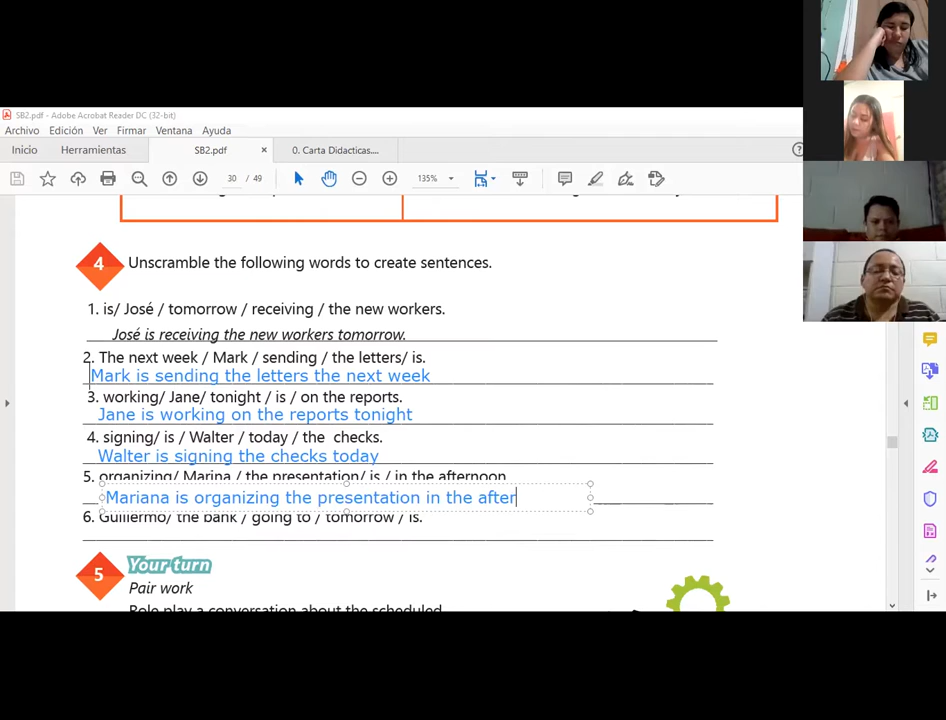 SB2.pdf - Adobe Acrobat Reader DC (32-bit)
Archivo Edición Ver Firmar Ventana Ayuda
Inicio Herramientas SB2.pdf × 0. Carta Didacticas....
30 / 49 135%
4 Unscramble the following words to create sentences.
1. is/ José / tomorrow / receiving / the new workers.
José is receiving the new workers tomorrow.
2. The next week / Mark / sending / the letters/ is.
Mark is sending the letters the next week
3. working/ Jane/ tonight / is / on the reports.
Jane is working on the reports tonight
4. signing/ is / Walter / today / the checks.
Walter is signing the checks today
5. organizing/ Marina / the presentation/ is / in the afternoon
Mariana is organizing the presentation in the after
6. Guillermo/ the bank / going to / tomorrow / is.
5 Your turn
Pair work
Role play a conversation about the scheduled